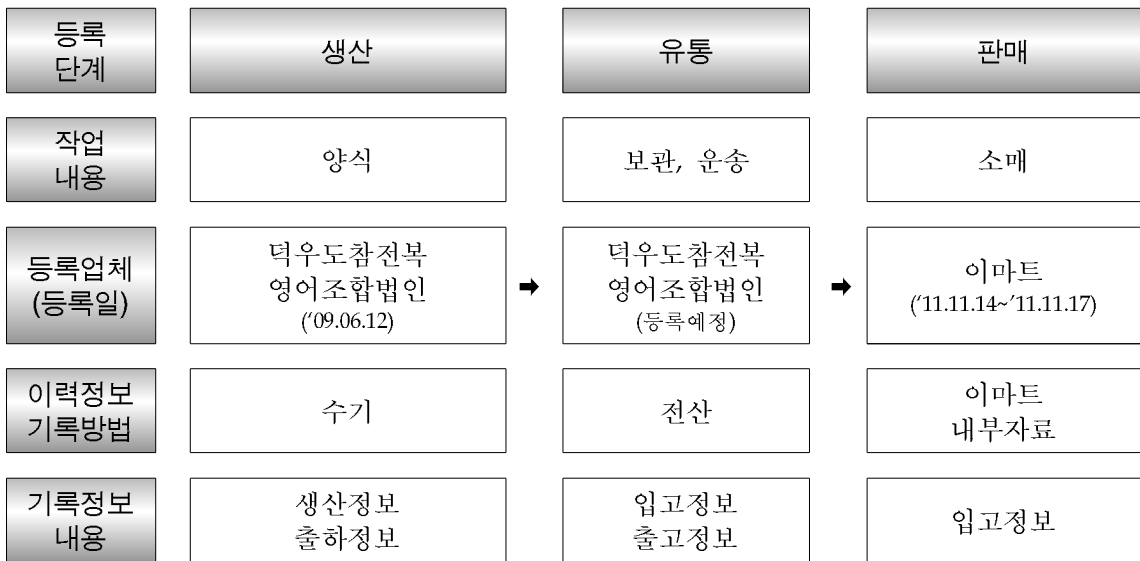 등록
단계
생산
유통
판매
작업
내용
양식
보관, 운송
소매
등록업체
(등록일)
덕우도참전복
영어조합법인
(‘09.06.12)
➡
덕우도참전복
영어조합법인
(등록예정)
➡
이마트
(‘11.11.14~’11.11.17)
이력정보
기록방법
수기
전산
이마트
내부자료
기록정보
내용
생산정보
출하정보
입고정보
출고정보
입고정보